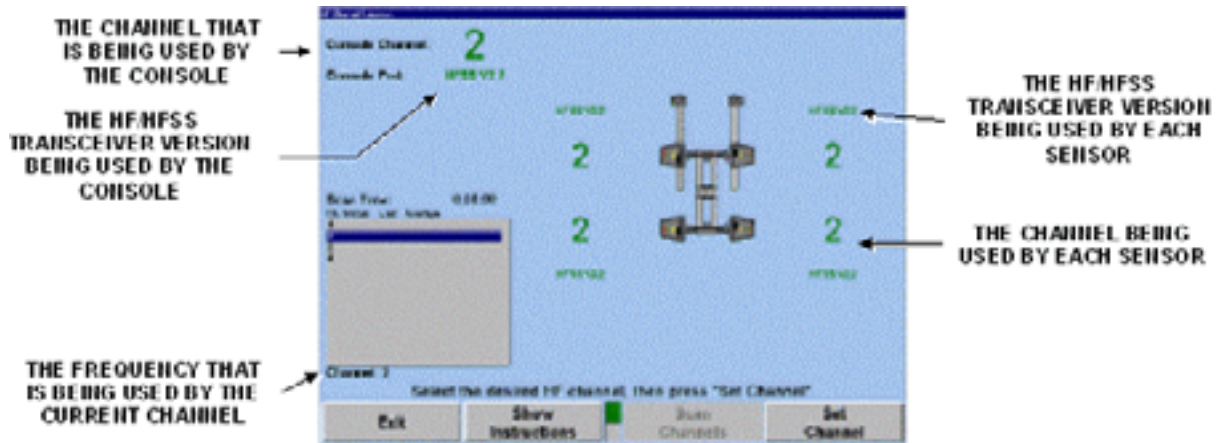 THE CHANNEL THAT
IS BEING USED BY
THE CONSOLE
THE HF/HFSS
TRANSCEIVER VERSION
BEING USED BY THE
CONSOLE
THE FREQUENCY THAT
IS BEING USED BY THE
CURRENT CHANNEL
Console Channel:
2
Console Port:
Scan Time:
2
2
2
2
Channel
Select the desired HF channel, then press "Set Channel"
Exit
Show
Instructions
Scan
Channels
Set
Channel
THE HF/HFSS
TRANSCEIVER VERSION
BEING USED BY EACH
SENSOR
THE CHANNEL BEING
USED BY EACH SENSOR